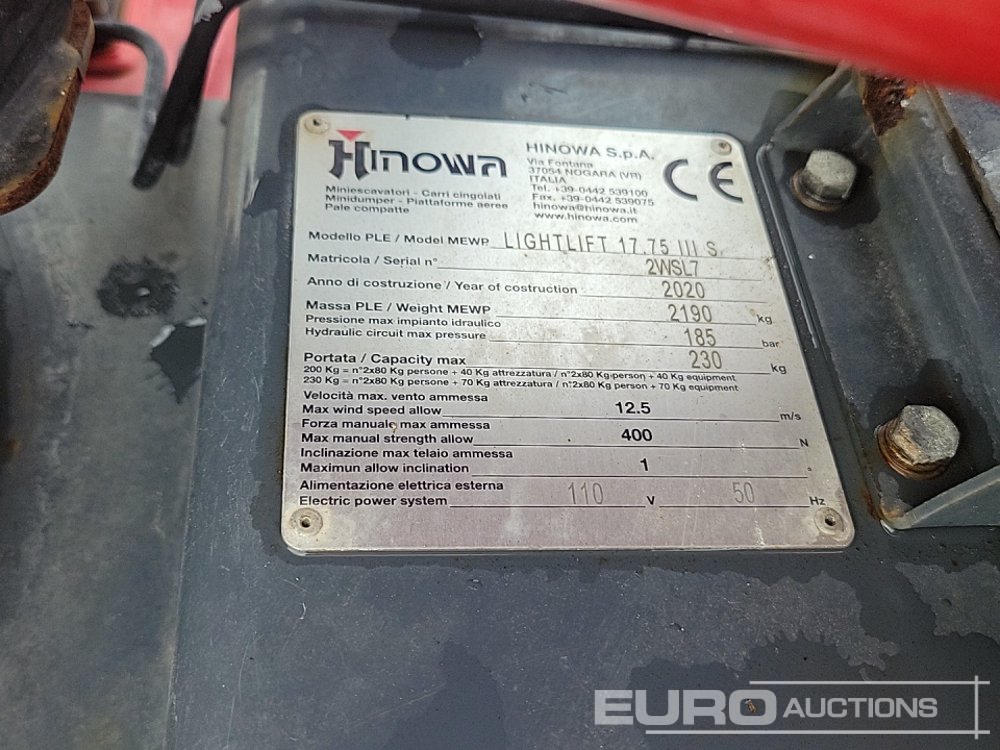 HINOWA
Miniescavatori - Carri cingolati
Minidumper - Piattaforme aeree
Pale compatte
HINOWA S.p.A.
Via Fontana
37054 NOGARA (VR)
ITALIA
Tel. +39-0442 539100
Fax. +39-0442 539075
hinowa@hinowa.it
www.hinowa.com
CE
Modello PLE / Model MEWP LIGHTLIFT 17.75 III S.
Matricola / Serial n° 2WSL7
Anno di costruzione / Year of costruction 2020
Massa PLE / Weight MEWP 2190 kg
Pressione max impianto idraulico
Hydraulic circuit max pressure 185 bar
Portata / Capacity max 230 kg
200 Kg = n°2x80 Kg persone + 40 Kg attrezzatura / n°2x80 Kg person + 40 Kg equipment
230 Kg = n°2x80 Kg persone + 70 Kg attrezzatura / n°2x80 Kg person + 70 Kg equipment
Velocità max. vento ammessa
Max wind speed allow 12.5 m/s
Forza manuale max ammessa
Max manual strength allow 400 N
Inclinazione max telaio ammessa
Maximun allow inclination 1 °
Alimentazione elettrica esterna
Electric power system 110 V 50 Hz
EURO AUCTIONS